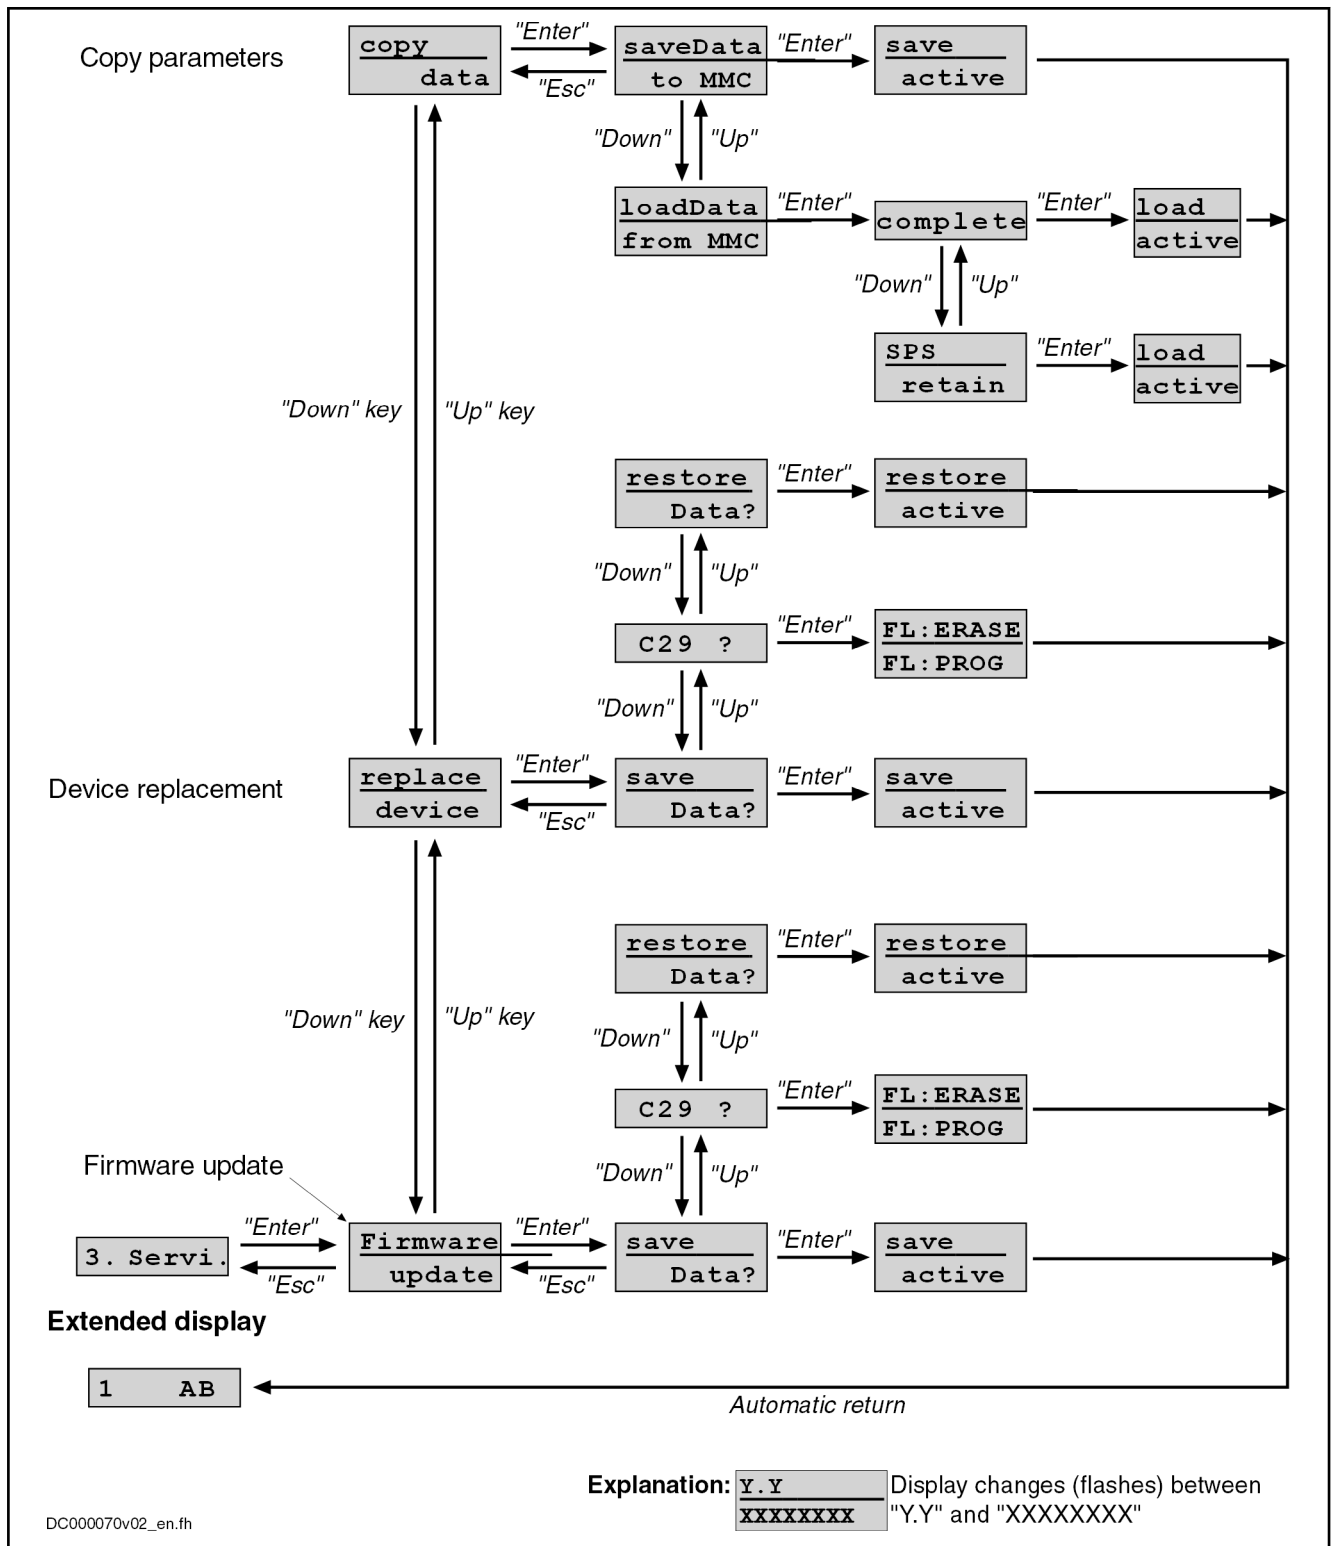 Copy parameters
copy
data
"Enter"
"Esc"
saveData
to MMC
"Enter"
save
active
"Down"
"Up"
loadData
from MMC
"Enter"
complete
"Enter"
load
active
"Down"
"Up"
SPS
retain
"Enter"
load
active
"Down" key
"Up" key
restore
Data?
"Enter"
restore
active
"Down"
"Up"
C29 ?
"Enter"
FL:ERASE
FL:PROG
"Down"
"Up"
Device replacement
replace
device
"Enter"
"Esc"
save
Data?
"Enter"
save
active
restore
Data?
"Enter"
restore
active
"Down" key
"Up" key
"Down"
"Up"
C29 ?
"Enter"
FL:ERASE
FL:PROG
"Down"
"Up"
Firmware update
3. Servi.
"Enter"
"Esc"
Firmware
update
"Enter"
"Esc"
save
Data?
"Enter"
save
active
Extended display
1 AB
Automatic return
Explanation:
Y.Y
XXXXXXXX
Display changes (flashes) between
"Y.Y" and "XXXXXXXX"
DC000070v02_en.fh